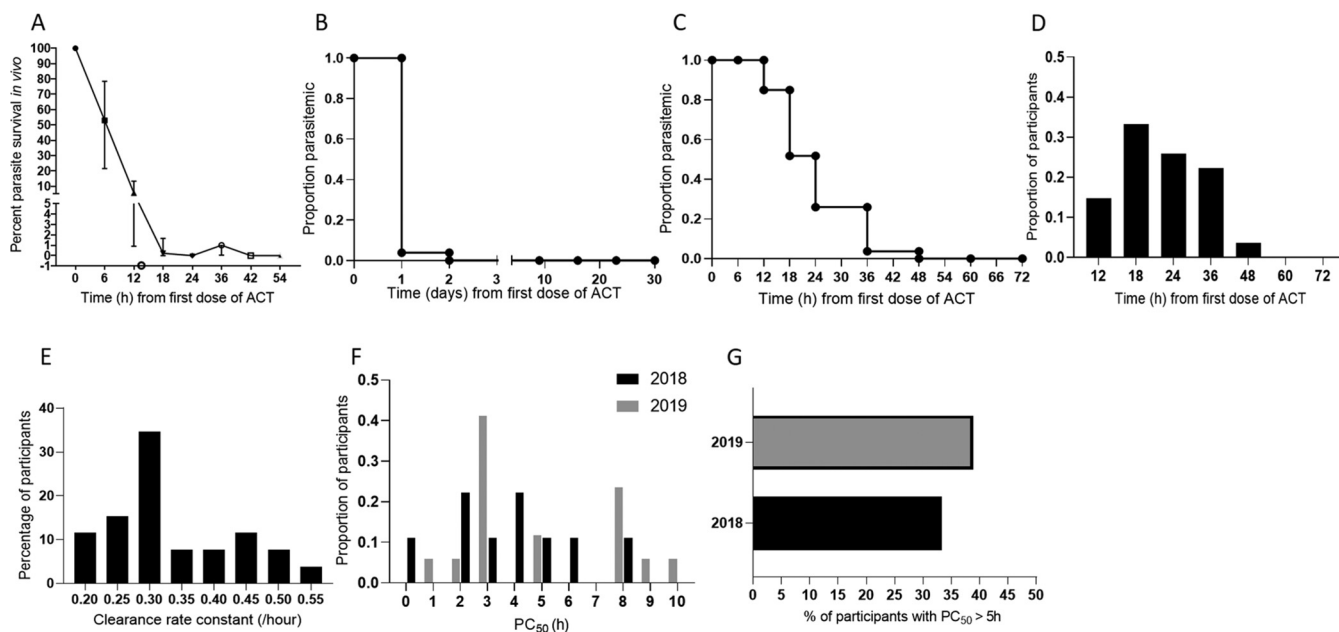 A
Percent parasite survival in vivo
100
90
80
70
60
50
40
30
20
10
5
4
3
2
1
0
-1
0 6 12 18 24 36 42 54
Time (h) from first dose of ACT
B
Proportion parasitemic
1.0
0.8
0.6
0.4
0.2
0.0
0 1 2 3 10 20 30
Time (days) from first dose of ACT
C
Proportion parasitemic
1.0
0.8
0.6
0.4
0.2
0.0
0 6 12 18 24 30 36 42 48 54 60 66 72
Time (h) from first dose of ACT
D
Proportion of participants
0.5
0.4
0.3
0.2
0.1
0.0
12 18 24 36 48 60 72
Time (h) from first dose of ACT
E
Percentage of participants
40
30
20
10
0
0.20 0.25 0.30 0.35 0.40 0.45 0.50 0.55
Clearance rate constant (/hour)
F
Proportion of participants
0.5
0.4
0.3
0.2
0.1
0.0
0 1 2 3 4 5 6 7 8 9 10
PC50 (h)
2018
2019
G
2019
2018
0 5 10 15 20 25 30 35 40 45 50
% of participants with PC50 > 5h